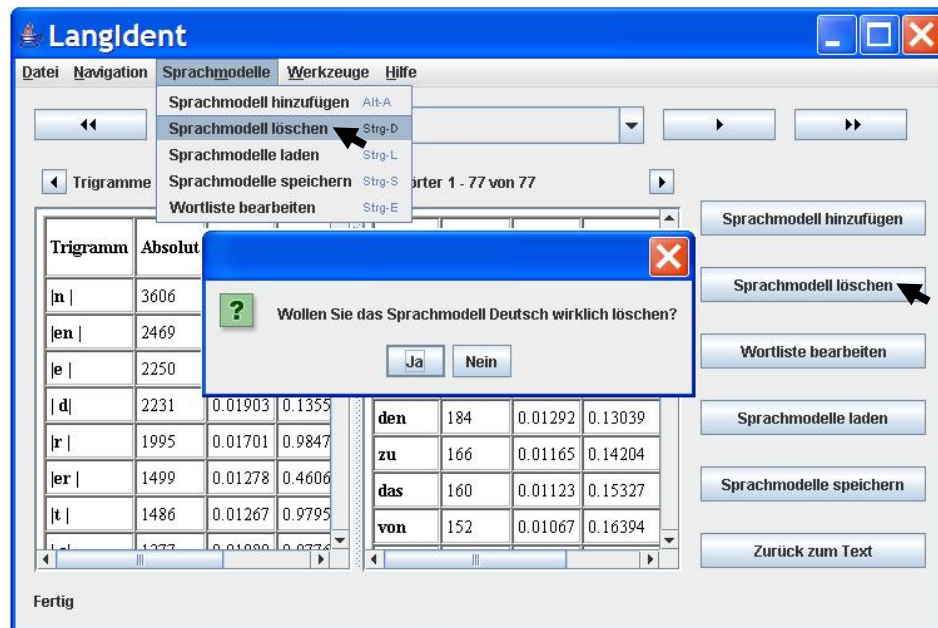 LangIdent
Datei Navigation Sprachmodelle Werkzeuge Hilfe
Sprachmodell hinzufügen Alt-A
Sprachmodell löschen Strg-D
Sprachmodelle laden Strg-L
Sprachmodelle speichern Strg-S
Wortliste bearbeiten Strg-E
Trigramme
1 - 77 von 77
Trigramm Absolut
|n | 3606
|en | 2469
|e | 2250
| d| 2231 0.01903 0.1355
|r | 1995 0.01701 0.9847
|er | 1499 0.01278 0.4606
|t | 1486 0.01267 0.9795
Wollen Sie das Sprachmodell Deutsch wirklich löschen?
Ja Nein
den 184 0.01292 0.13039
zu 166 0.01165 0.14204
das 160 0.01123 0.15327
von 152 0.01067 0.16394
Sprachmodell hinzufügen
Sprachmodell löschen
Wortliste bearbeiten
Sprachmodelle laden
Sprachmodelle speichern
Zurück zum Text
Fertig